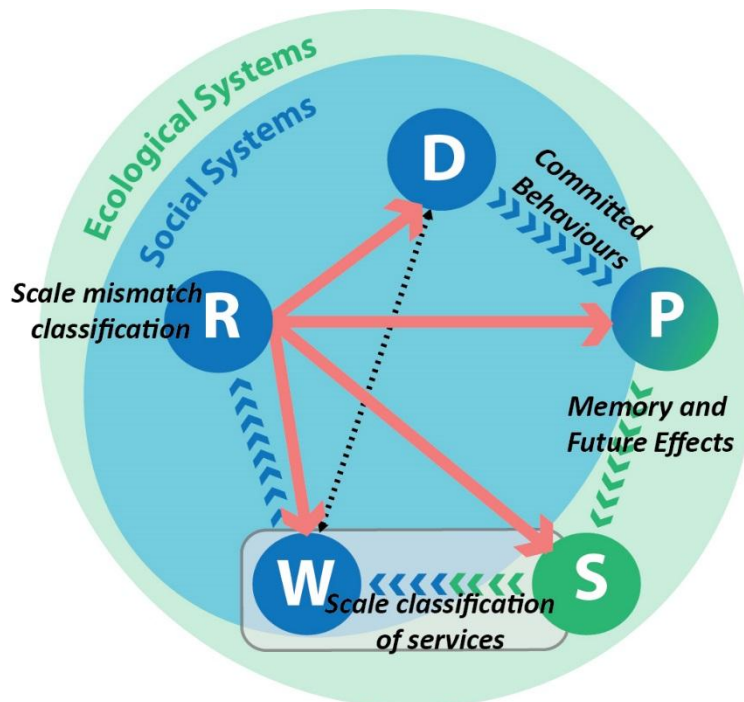 Ecological Systems
Social Systems
D
Committed
Behaviours
Scale mismatch
classification
R
P
Memory and
Future Effects
W
S
Scale classification
of services